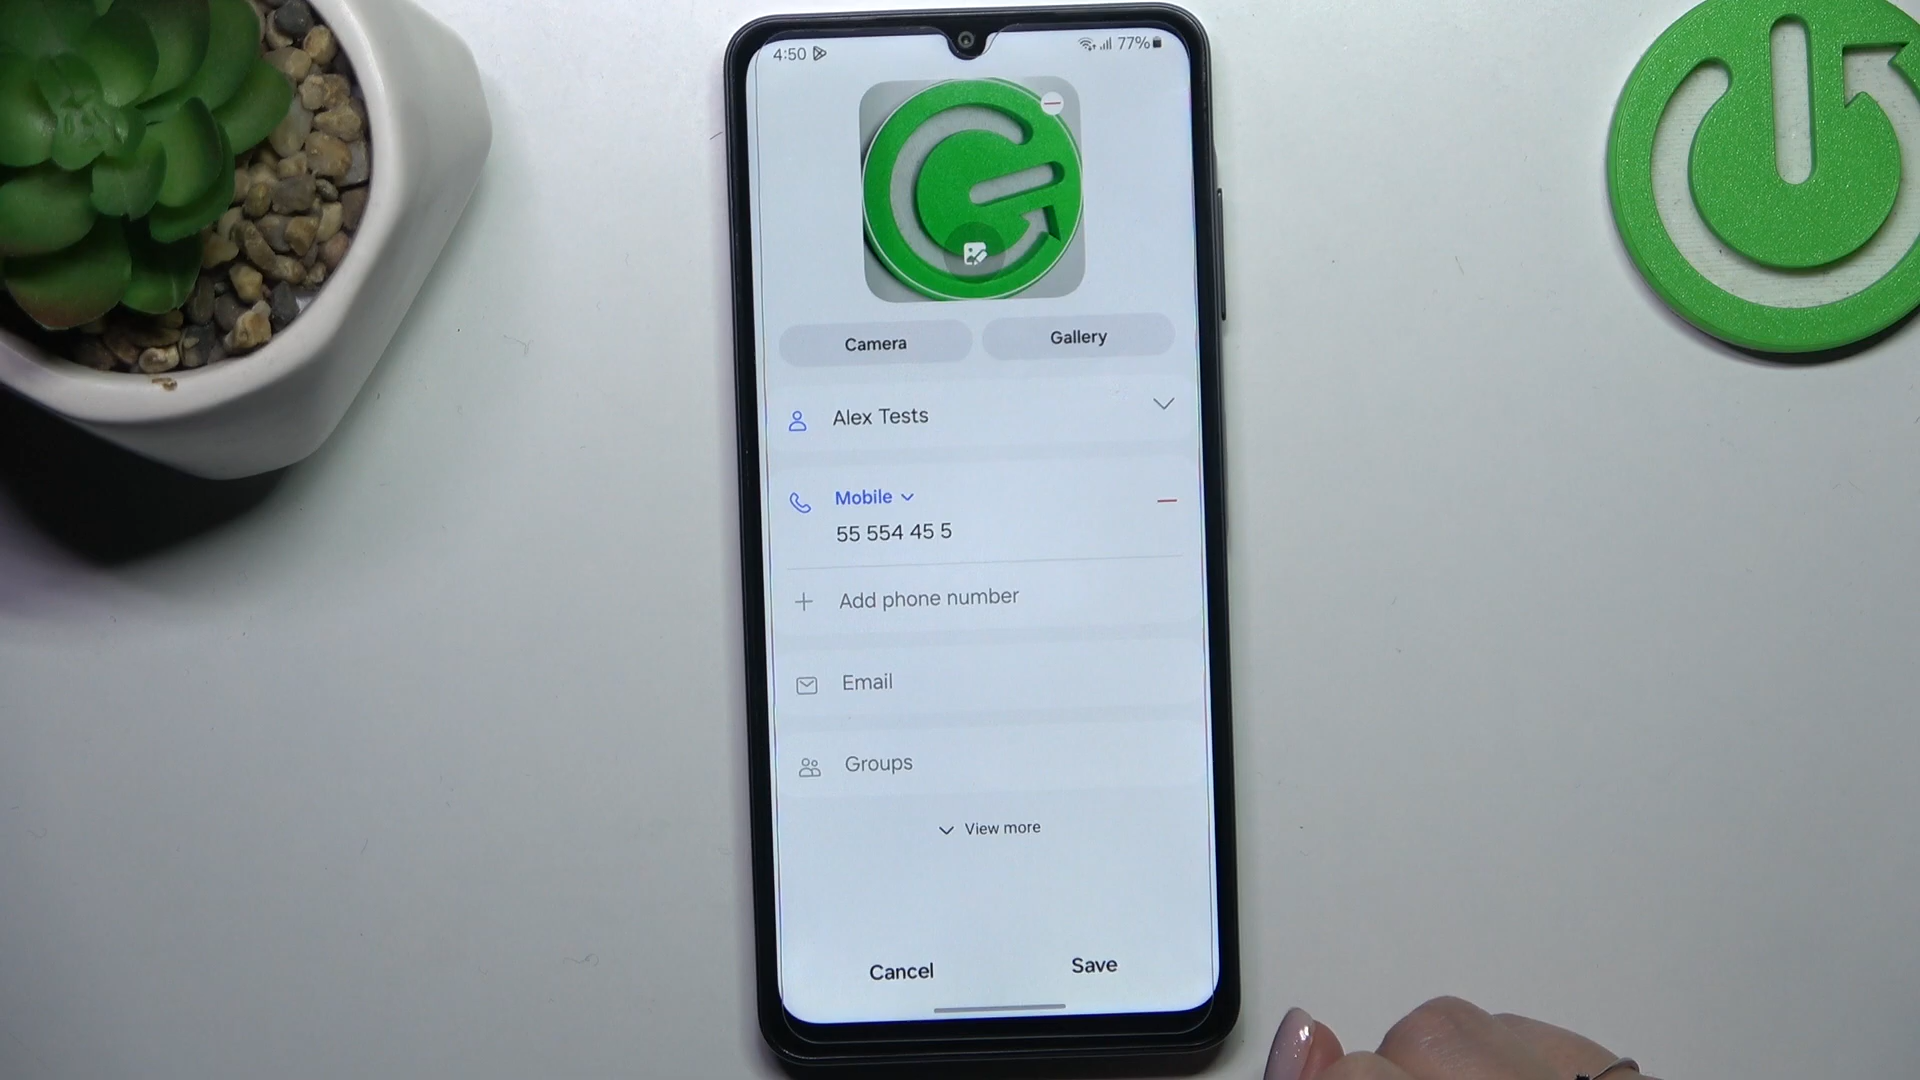 4:50 77%
Camera Gallery
Alex Tests
Mobile
55 554 45 5
Add phone number
Email
Groups
View more
Cancel Save